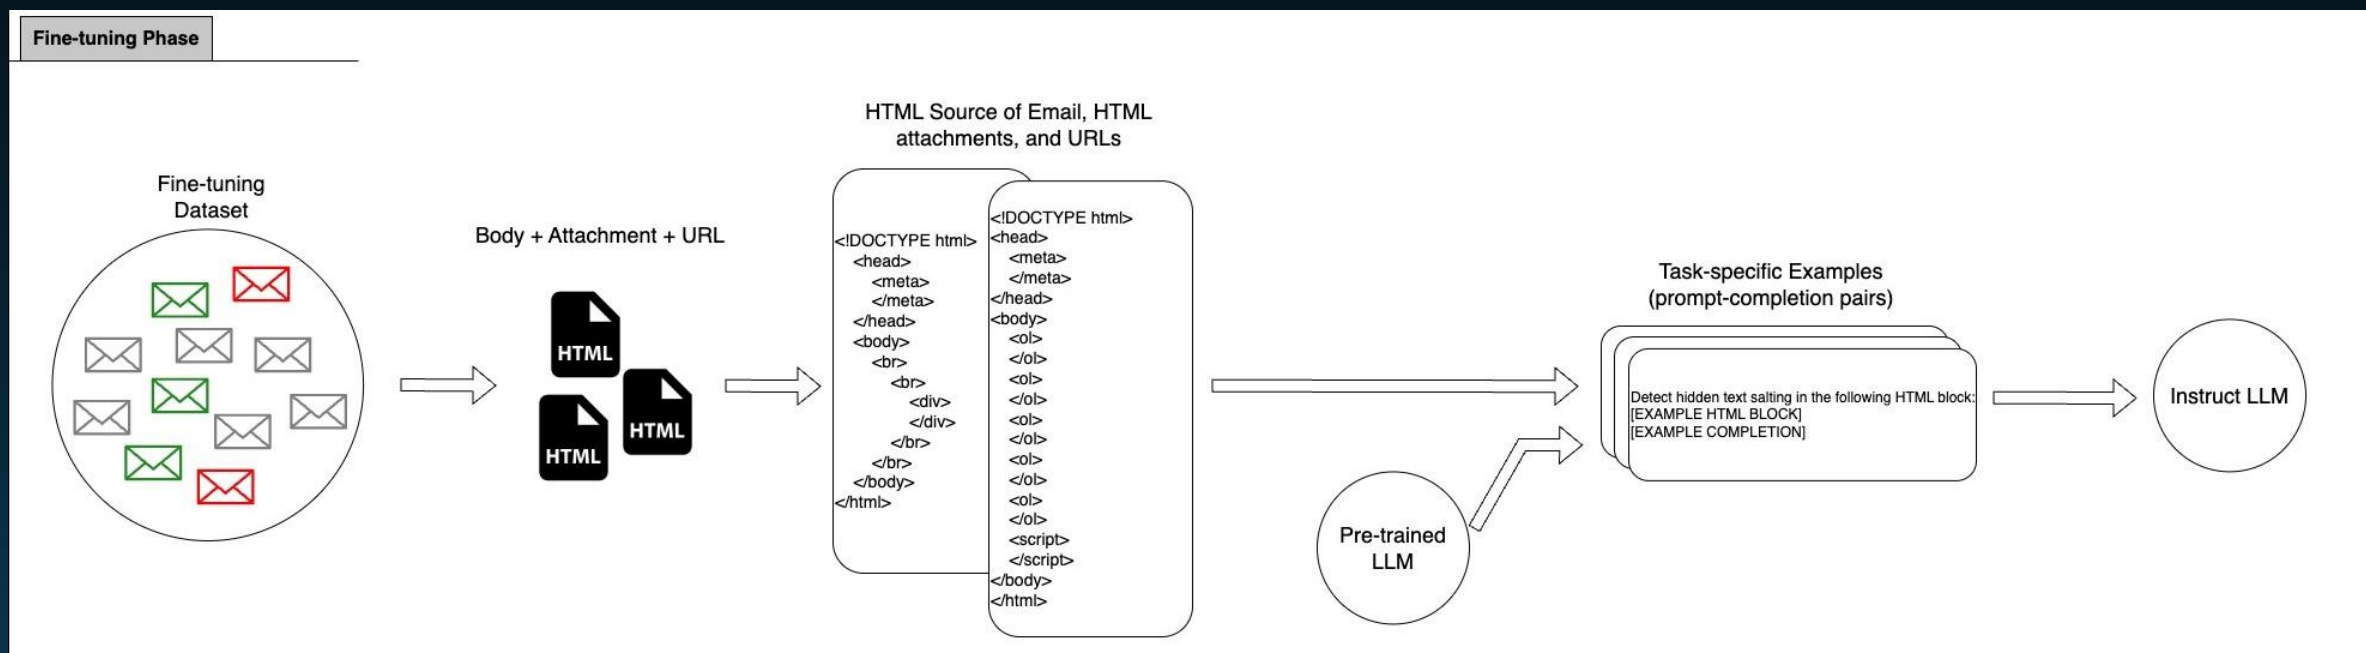 Fine-tuning Phase
Fine-tuning
Dataset
Body + Attachment + URL
HTML
HTML
HTML
HTML Source of Email, HTML
attachments, and URLs
<!DOCTYPE html>
<head>
<meta>
</meta>
</head>
<body>
<br>
<br>
<div>
</div>
</br>
</br>
</body>
</html>
<!DOCTYPE html>
<head>
<meta>
</meta>
</head>
<body>
<ol>
</ol>
<ol>
</ol>
<ol>
</ol>
<ol>
</ol>
<ol>
</ol>
<script>
</script>
</body>
</html>
Pre-trained
LLM
Task-specific Examples
(prompt-completion pairs)
Detect hidden text salting in the following HTML block:
[EXAMPLE HTML BLOCK]
[EXAMPLE COMPLETION]
Instruct LLM